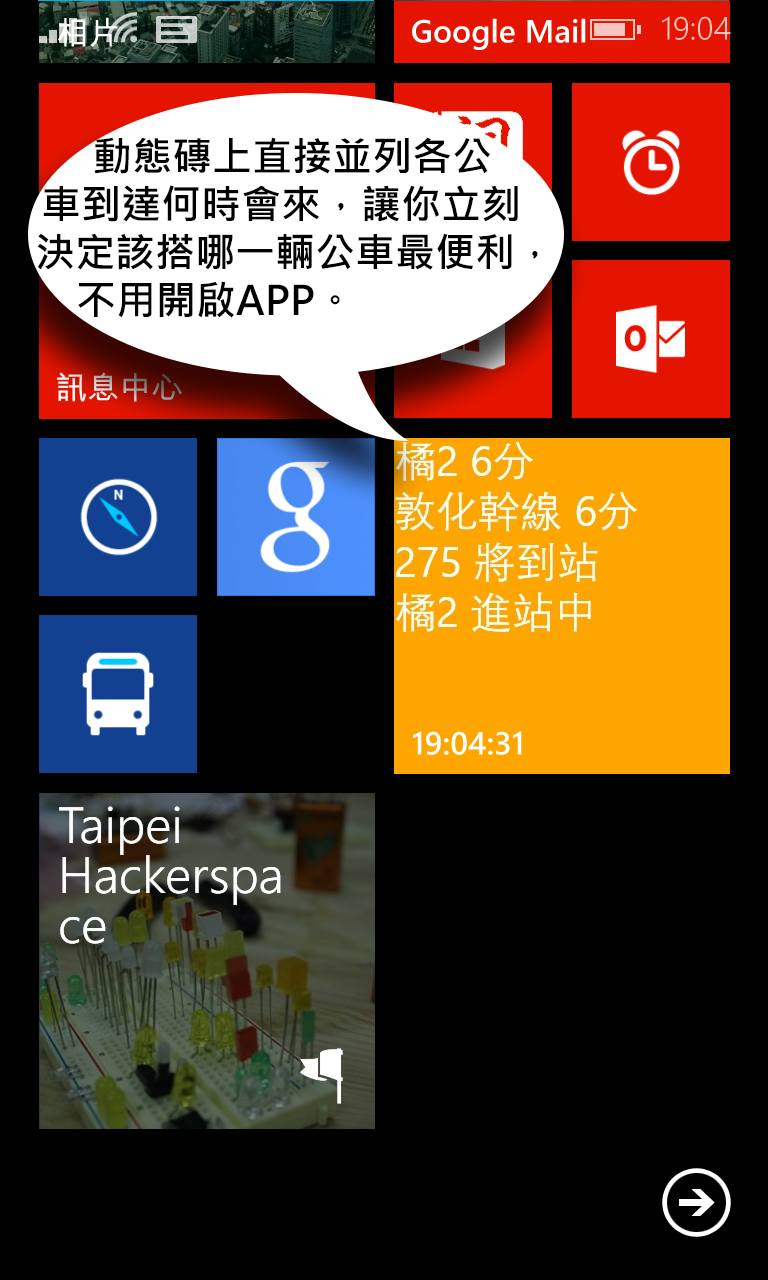 相片
Google Mail
19:04
動態磚上直接並列各公
車到達何時會來，讓你立刻
決定該搭哪一輛公車最便利，
不用開啟APP。
訊息中心
N
g
橘2 6分
敦化幹線 6分
275 將到站
橘2 進站中
19:04:31
Taipei
Hackerspa
ce